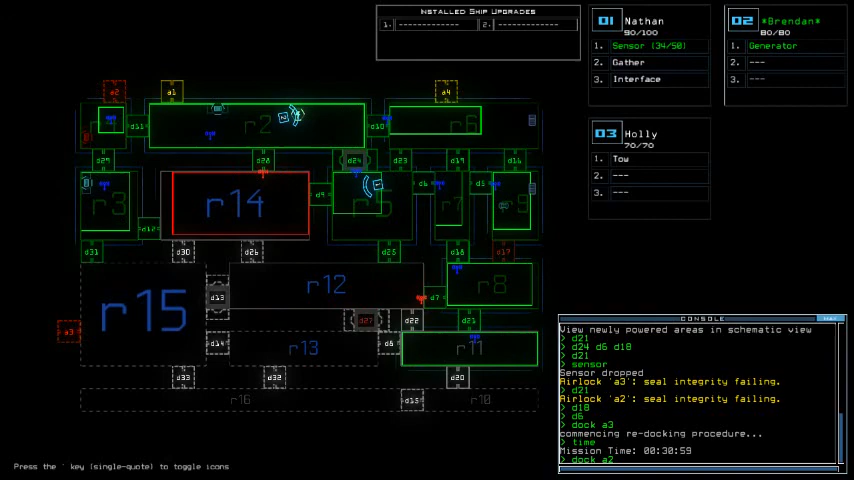 INSTALLED SHIP UPGRADES
1. -------------- 2. --------------
01 Nathan
90/100
1. Sensor (34/50)
2. Gather
3. Interface
02 *Brendan*
80/80
1. Generator
2. ---
3. ---
03 Holly
70/70
1. Tow
2. ---
3. ---
a2 a1 a4
d11 r2 d10 r6
d29 d28 d24 d23 d19 d16
r3 r14 d9 r5 d6 r7 d5 r9
d12
d31 d30 d26 d25 d18 d17
r15 d13 r12 d7 r8
a3 d27 d22 d21
d14 r13 d8 r11
d33 d32 d20
r16 d15 r10
CONSOLE
View newly powered areas in schematic view
> d21
> d24 d6 d18
> d21
> sensor
Sensor dropped
Airlock 'a3': seal integrity failing.
> d21
Airlock 'a2': seal integrity failing.
> d18
> d6
> dock a3
commencing re-docking procedure...
> time
Mission Time: 00:30:59
> dock a2
Press the ' key (single-quote) to toggle icons